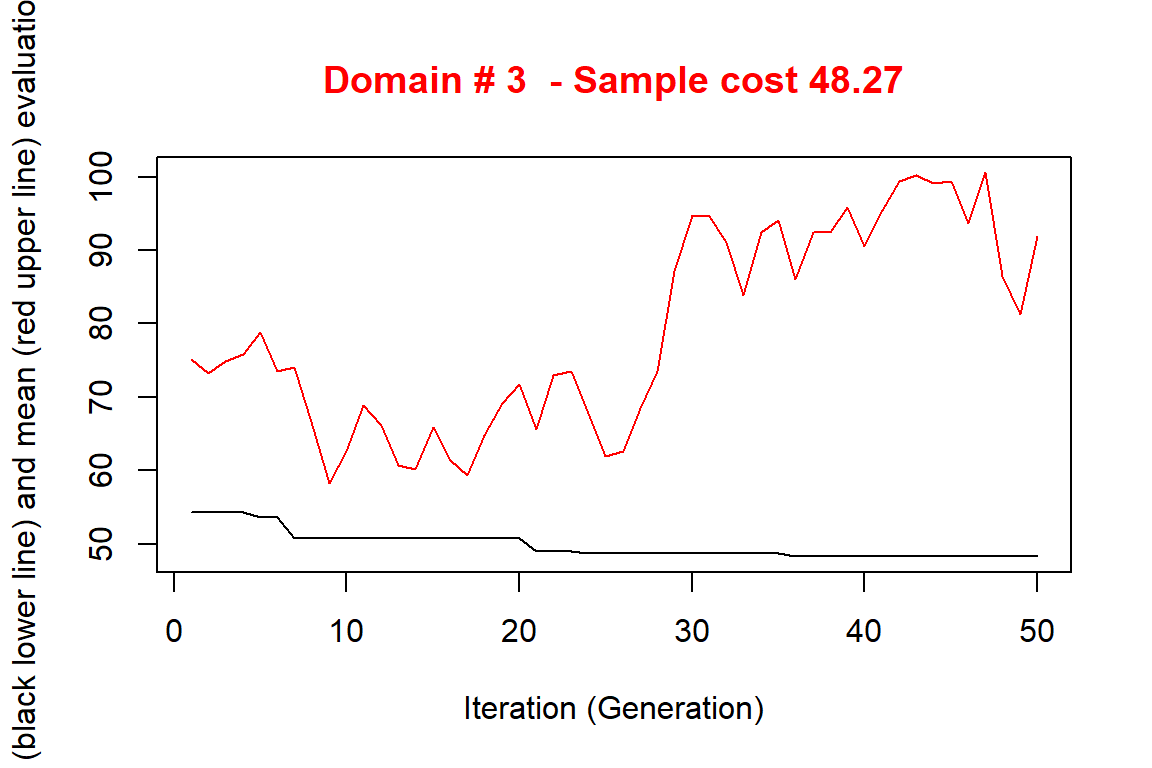 Domain # 3  - Sample cost 48.27
(black lower line) and mean (red upper line) evaluatio
100
90
80
70
60
50
0 10 20 30 40 50
Iteration (Generation)